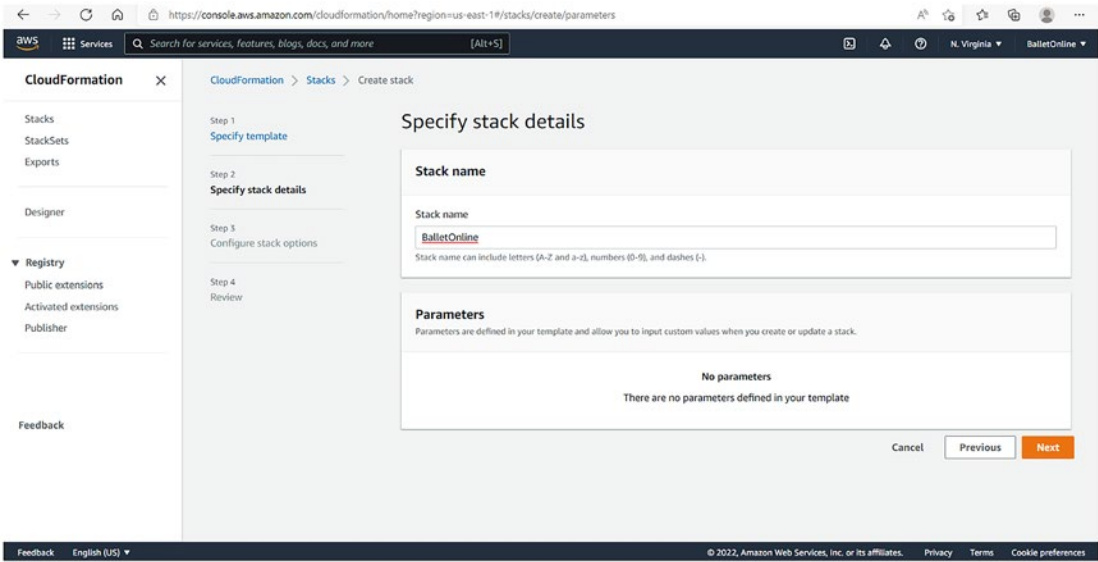 https://console.aws.amazon.com/cloudformation/home?region=us-east-1#/stacks/create/parameters
aws
Services
Search for services, features, blogs, docs, and more
[Alt+S]
N. Virginia ▼
BalletOnline ▼
CloudFormation
Stacks
StackSets
Exports
Designer
▼ Registry
Public extensions
Activated extensions
Publisher
Feedback
CloudFormation > Stacks > Create stack
Step 1
Specify template
Step 2
Specify stack details
Step 3
Configure stack options
Step 4
Review
Specify stack details
Stack name
Stack name
BalletOnline
Stack name can include letters (A-Z and a-z), numbers (0-9), and dashes (-).
Parameters
Parameters are defined in your template and allow you to input custom values when you create or update a stack.
No parameters
There are no parameters defined in your template
Cancel
Previous
Next
Feedback
English (US) ▼
© 2022, Amazon Web Services, Inc. or its affiliates.
Privacy
Terms
Cookie preferences